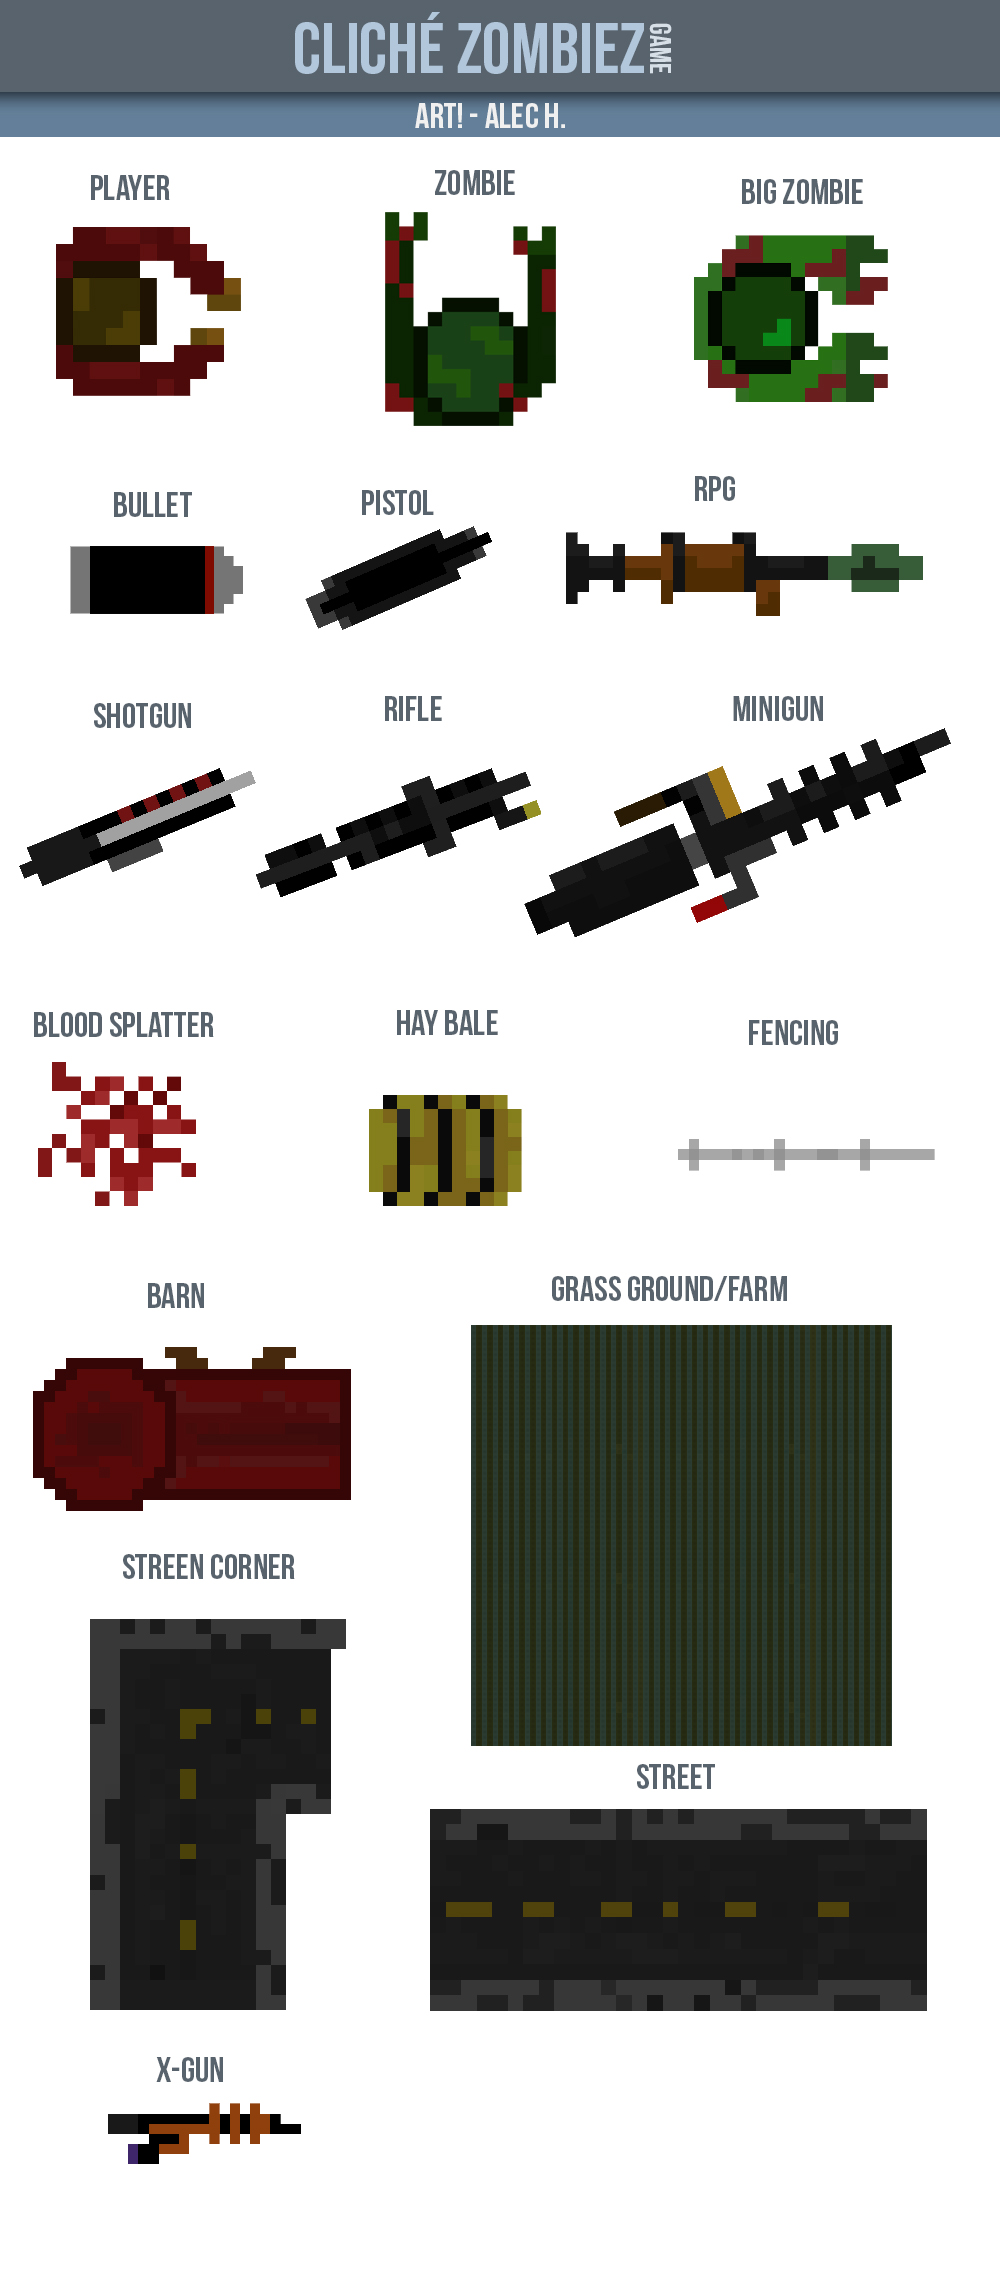 CLICHÉ ZOMBIEZ GAME
ART! - ALEC H.
PLAYER
ZOMBIE
BIG ZOMBIE
BULLET
PISTOL
RPG
SHOTGUN
RIFLE
MINIGUN
BLOOD SPLATTER
HAY BALE
FENCING
BARN
GRASS GROUND/FARM
STREEN CORNER
STREET
X-GUN